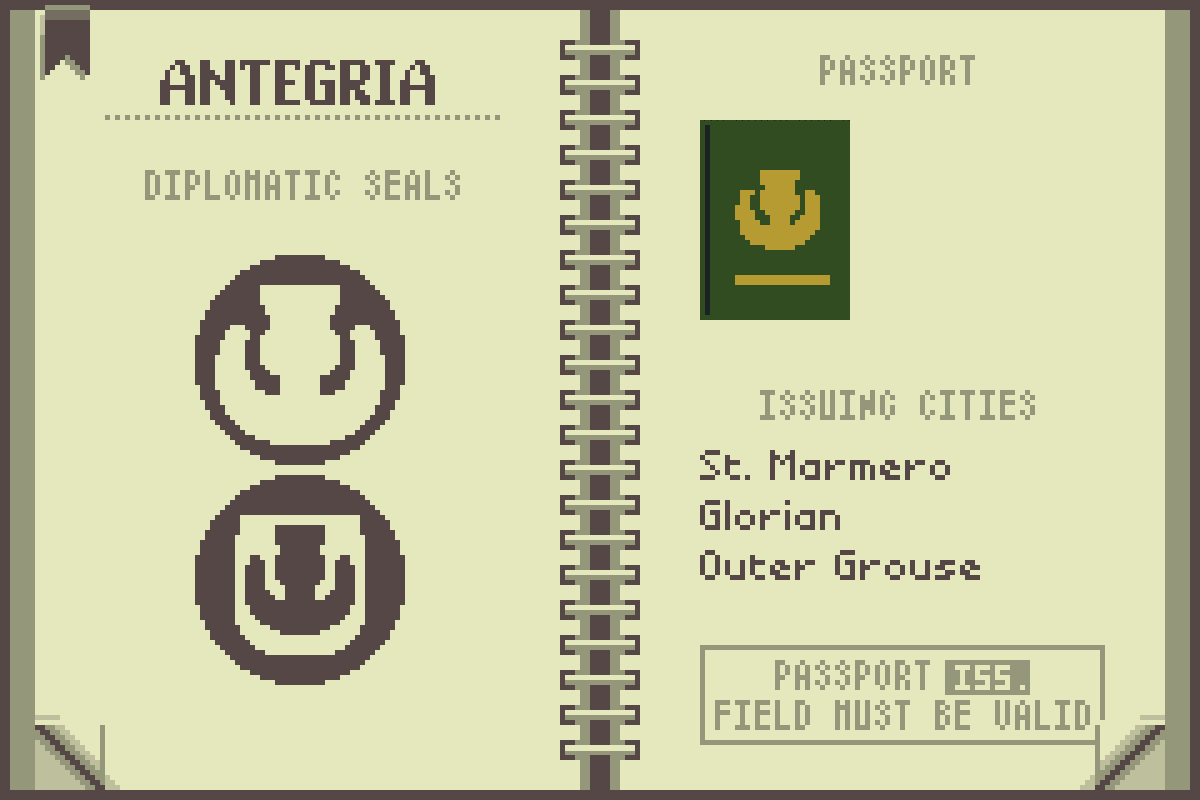 ANTEGRIA
DIPLOMATIC SEALS
PASSPORT
ISSUING CITIES
St. Marmero
Glorian
Outer Grouse
PASSPORT ISS.
FIELD MUST BE VALID